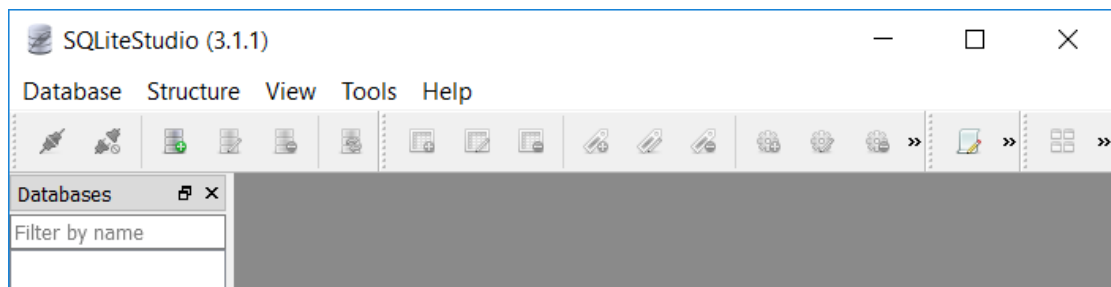 SQLiteStudio (3.1.1)
Database Structure View Tools Help
Databases
Filter by name